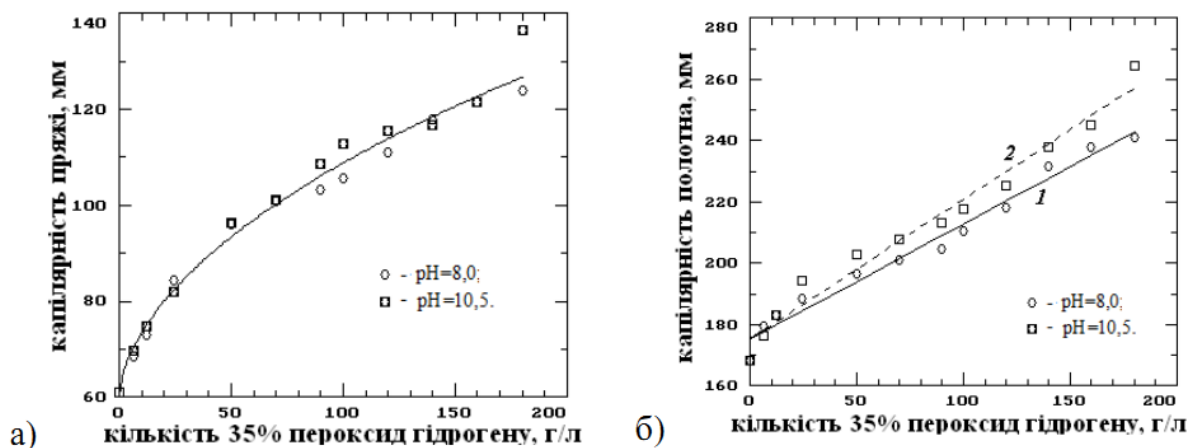 капілярність пряжі, мм
140
120
100
80
60
0
50
100
150
200
- pH=8,0;
- pH=10,5.
кількість 35% пероксид гідрогену, г/л
а)
капілярність полотна, мм
280
260
240
220
200
180
160
0
50
100
150
200
2
1
- pH=8,0;
- pH=10,5.
кількість 35% пероксид гідрогену, г/л
б)